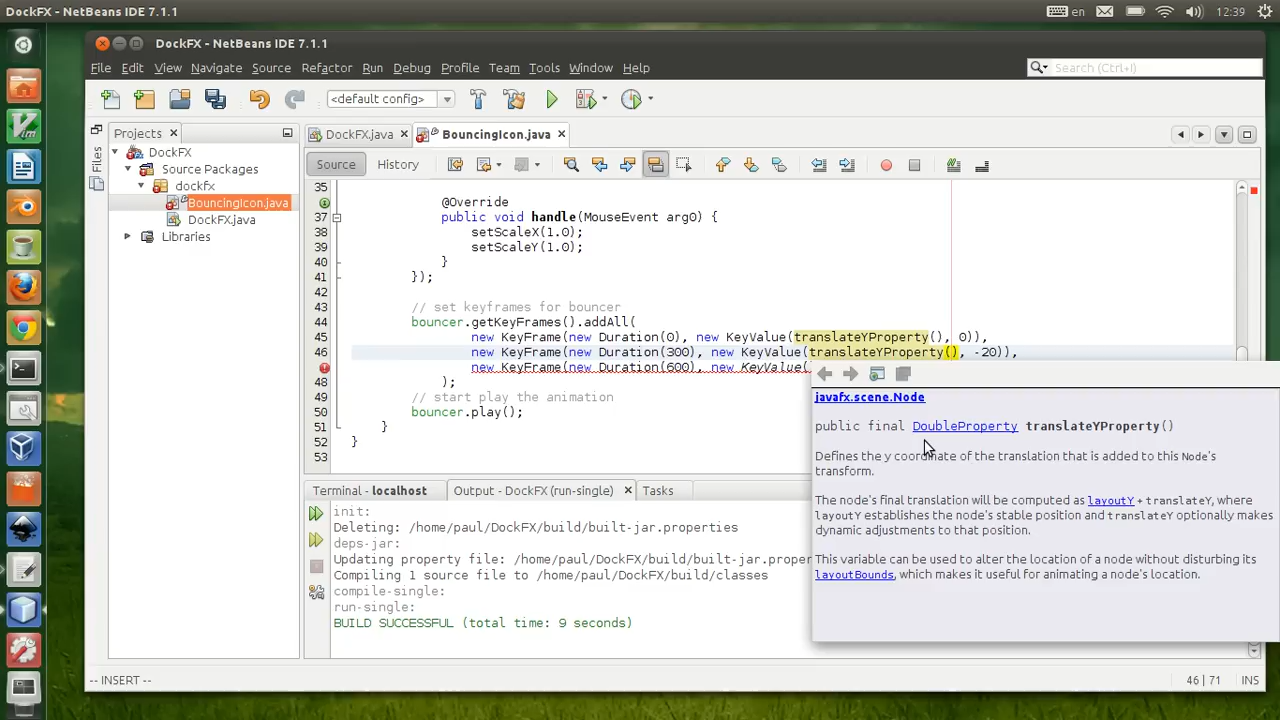 DockFX - NetBeans IDE 7.1.1
en
12:39
DockFX - NetBeans IDE 7.1.1
File Edit View Navigate Source Refactor Run Debug Profile Team Tools Window Help
Search (Ctrl+I)
<default config>
Projects
DockFX.java
BouncingIcon.java
Files
Source
History
DockFX
Source Packages
dockfx
BouncingIcon.java
DockFX.java
Libraries
35
@Override
37 public void handle(MouseEvent arg0) {
38 setScaleX(1.0);
39 setScaleY(1.0);
40 }
41 });
42
43 // set keyframes for bouncer
44 bouncer.getKeyFrames().addAll(
45 new KeyFrame(new Duration(0), new KeyValue(translateYProperty(), 0)),
46 new KeyFrame(new Duration(300), new KeyValue(translateYProperty(), -20)),
new KeyFrame(new Duration(600), new KeyValue(
48 );
49 // start play the animation
50 bouncer.play();
51 }
52 }
53
javafx.scene.Node
public final DoubleProperty translateYProperty()
Defines the y coordinate of the translation that is added to this Node's
transform.
The node's final translation will be computed as layoutY + translateY, where
layoutY establishes the node's stable position and translateY optionally makes
dynamic adjustments to that position.
This variable can be used to alter the location of a node without disturbing its
layoutBounds, which makes it useful for animating a node's location.
Terminal - localhost
Output - DockFX (run-single)
Tasks
init:
Deleting: /home/paul/DockFX/build/built-jar.properties
deps-jar:
Updating property file: /home/paul/DockFX/build/built-jar.prope
Compiling 1 source file to /home/paul/DockFX/build/classes
compile-single:
run-single:
BUILD SUCCESSFUL (total time: 9 seconds)
-- INSERT --
46 | 71
INS